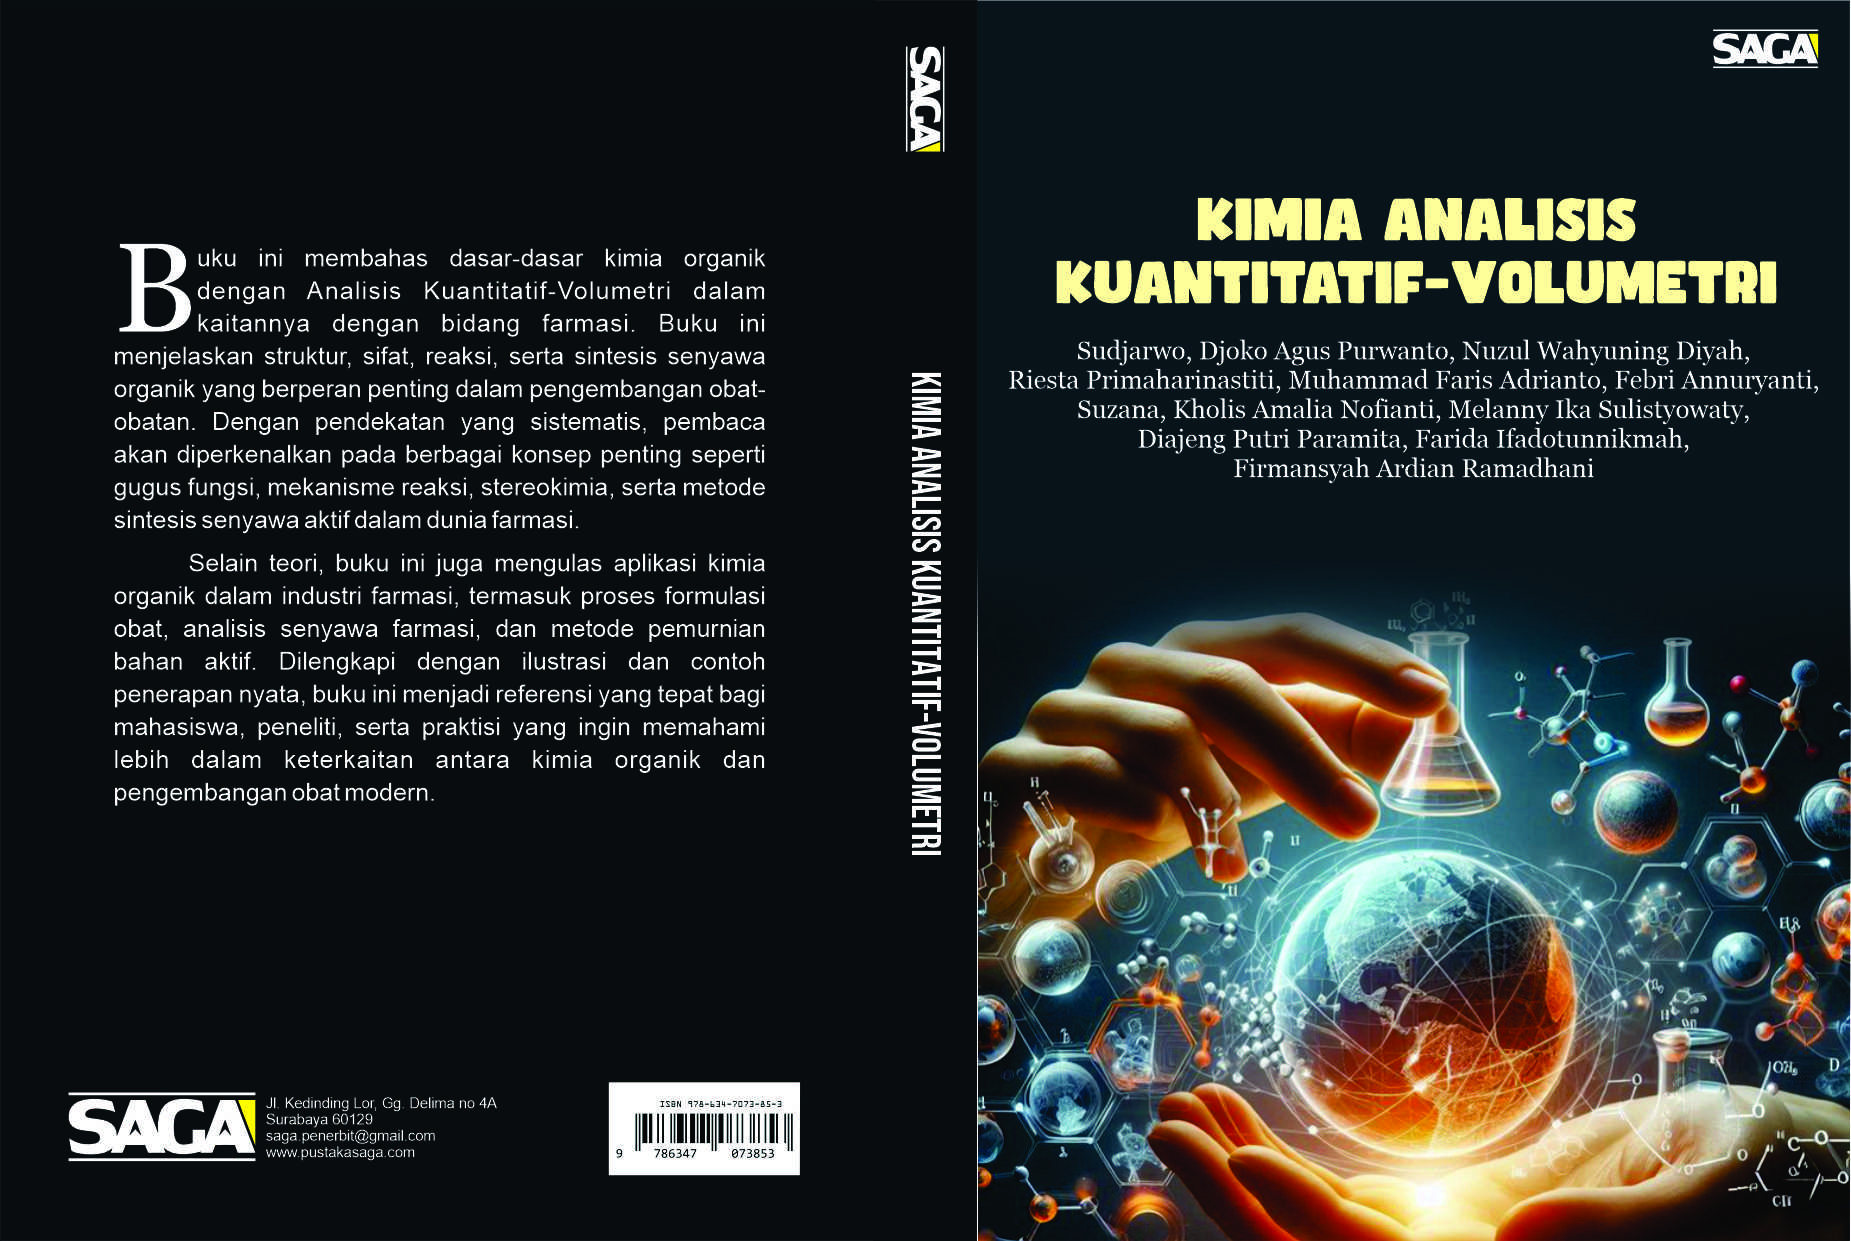 Buku ini membahas dasar-dasar kimia organik
dengan Analisis Kuantitatif-Volumetri dalam
kaitannya dengan bidang farmasi. Buku ini
menjelaskan struktur, sifat, reaksi, serta sintesis senyawa
organik yang berperan penting dalam pengembangan obat-
obatan. Dengan pendekatan yang sistematis, pembaca
akan diperkenalkan pada berbagai konsep penting seperti
gugus fungsi, mekanisme reaksi, stereokimia, serta metode
sintesis senyawa aktif dalam dunia farmasi.
Selain teori, buku ini juga mengulas aplikasi kimia
organik dalam industri farmasi, termasuk proses formulasi
obat, analisis senyawa farmasi, dan metode pemurnian
bahan aktif. Dilengkapi dengan ilustrasi dan contoh
penerapan nyata, buku ini menjadi referensi yang tepat bagi
mahasiswa, peneliti, serta praktisi yang ingin memahami
lebih dalam keterkaitan antara kimia organik dan
pengembangan obat modern.
SAGA
Jl. Kedinding Lor, Gg. Delima no 4A
Surabaya 60129
saga.penerbit@gmail.com
www.pustakasaga.com
ISBN 978-634-7073-85-3
9 786347 073853
SAGA
KIMIA ANALISIS KUANTITATIF-VOLUMETRI
SAGA
KIMIA ANALISIS
KUANTITATIF-VOLUMETRI
Sudjarwo, Djoko Agus Purwanto, Nuzul Wahyuning Diyah,
Riesta Primaharinastiti, Muhammad Faris Adrianto, Febri Annuryanti,
Suzana, Kholis Amalia Nofianti, Melanny Ika Sulistyowaty,
Diajeng Putri Paramita, Farida Ifadotunnikmah,
Firmansyah Ardian Ramadhani